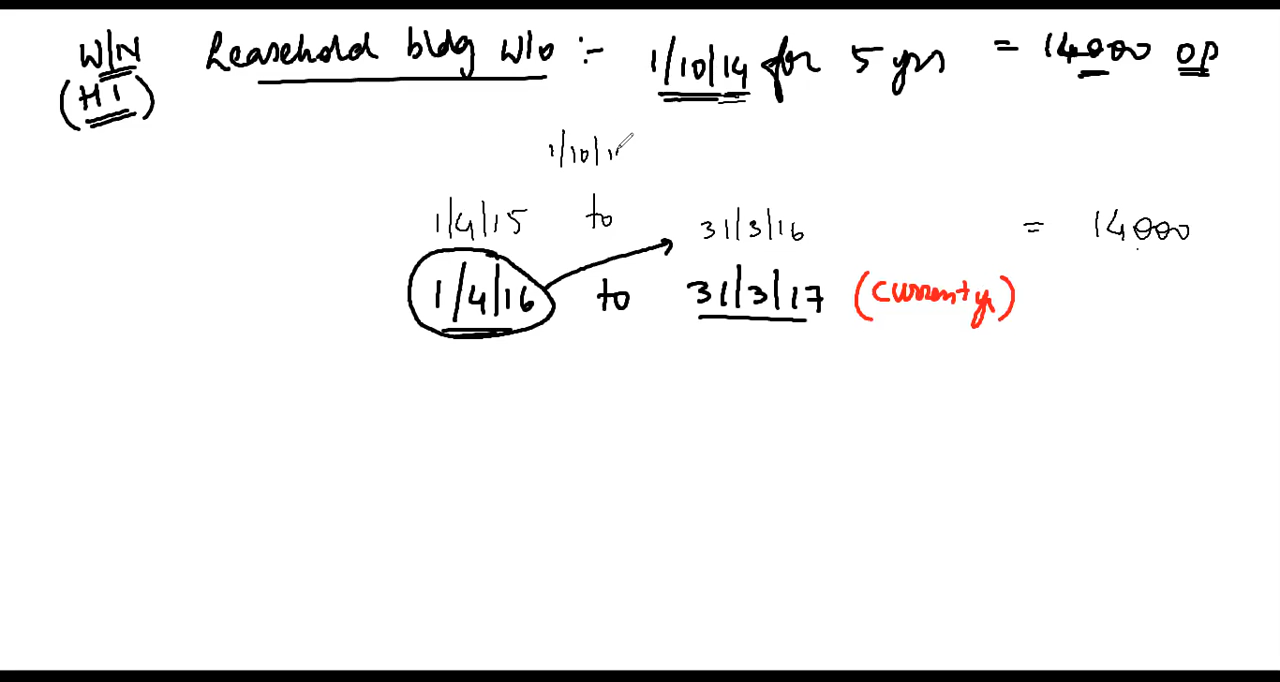 W/N Leasehold bldg w/o :- 1/10/14 for 5 yrs = 14000 op
(HI)
1/10/1
1/4/15 to 31/3/16 = 14000
1/4/16 to 31/3/17 (current yr)